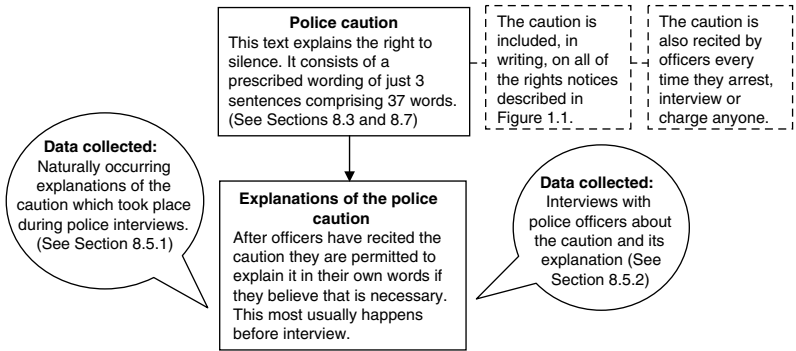 Police caution
This text explains the right to
silence. It consists of a
prescribed wording of just 3
sentences comprising 37 words.
(See Sections 8.3 and 8.7)
The caution is
included, in
writing, on all of
the rights notices
described in
Figure 1.1.
The caution is
also recited by
officers every
time they arrest,
interview or
charge anyone.
Data collected:
Naturally occurring
explanations of the
caution which took place
during police interviews.
(See Section 8.5.1)
Explanations of the police
caution
After officers have recited the
caution they are permitted to
explain it in their own words if
they believe that is necessary.
This most usually happens
before interview.
Data collected:
Interviews with
police officers about
the caution and its
explanation (See
Section 8.5.2)